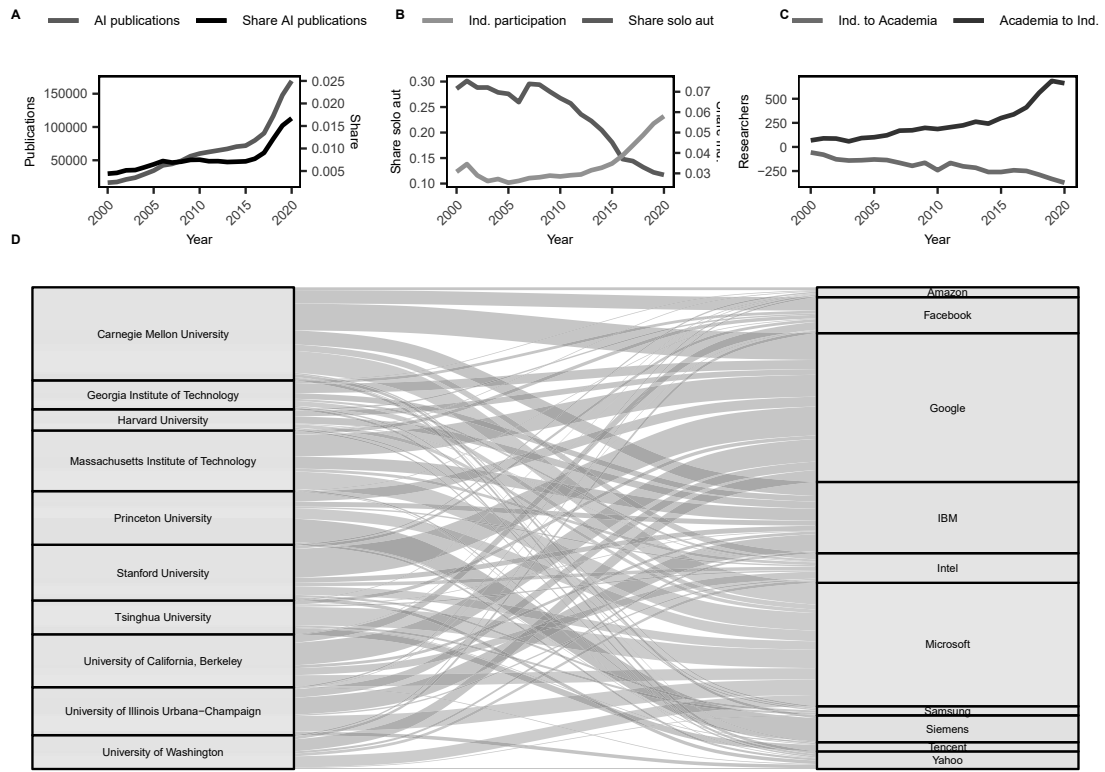 A AI publications Share AI publications
B Ind. participation Share solo aut
C Ind. to Academia Academia to Ind.
Publications
150000
100000
50000
0.025
0.020
0.015
0.010
0.005
Share
2000 2005 2010 2015 2020
Year
Share solo aut
0.30
0.25
0.20
0.15
0.10
0.07
0.06
0.05
0.04
0.03
2000 2005 2010 2015 2020
Year
Researchers
500
250
0
−250
2000 2005 2010 2015 2020
Year
D
Carnegie Mellon University
Georgia Institute of Technology
Harvard University
Massachusetts Institute of Technology
Princeton University
Stanford University
Tsinghua University
University of California, Berkeley
University of Illinois Urbana−Champaign
University of Washington
Amazon
Facebook
Google
IBM
Intel
Microsoft
Samsung
Siemens
Tencent
Yahoo